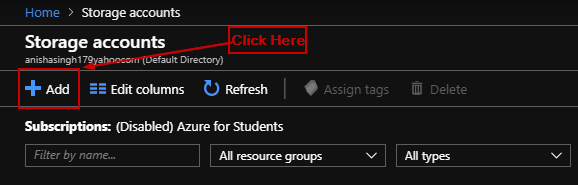 Home > Storage accounts
Storage accounts
Click Here
anishasingh179yahoocom (Default Directory)
+ Add Edit columns Refresh Assign tags Delete
Subscriptions: (Disabled) Azure for Students
Filter by name... All resource groups All types